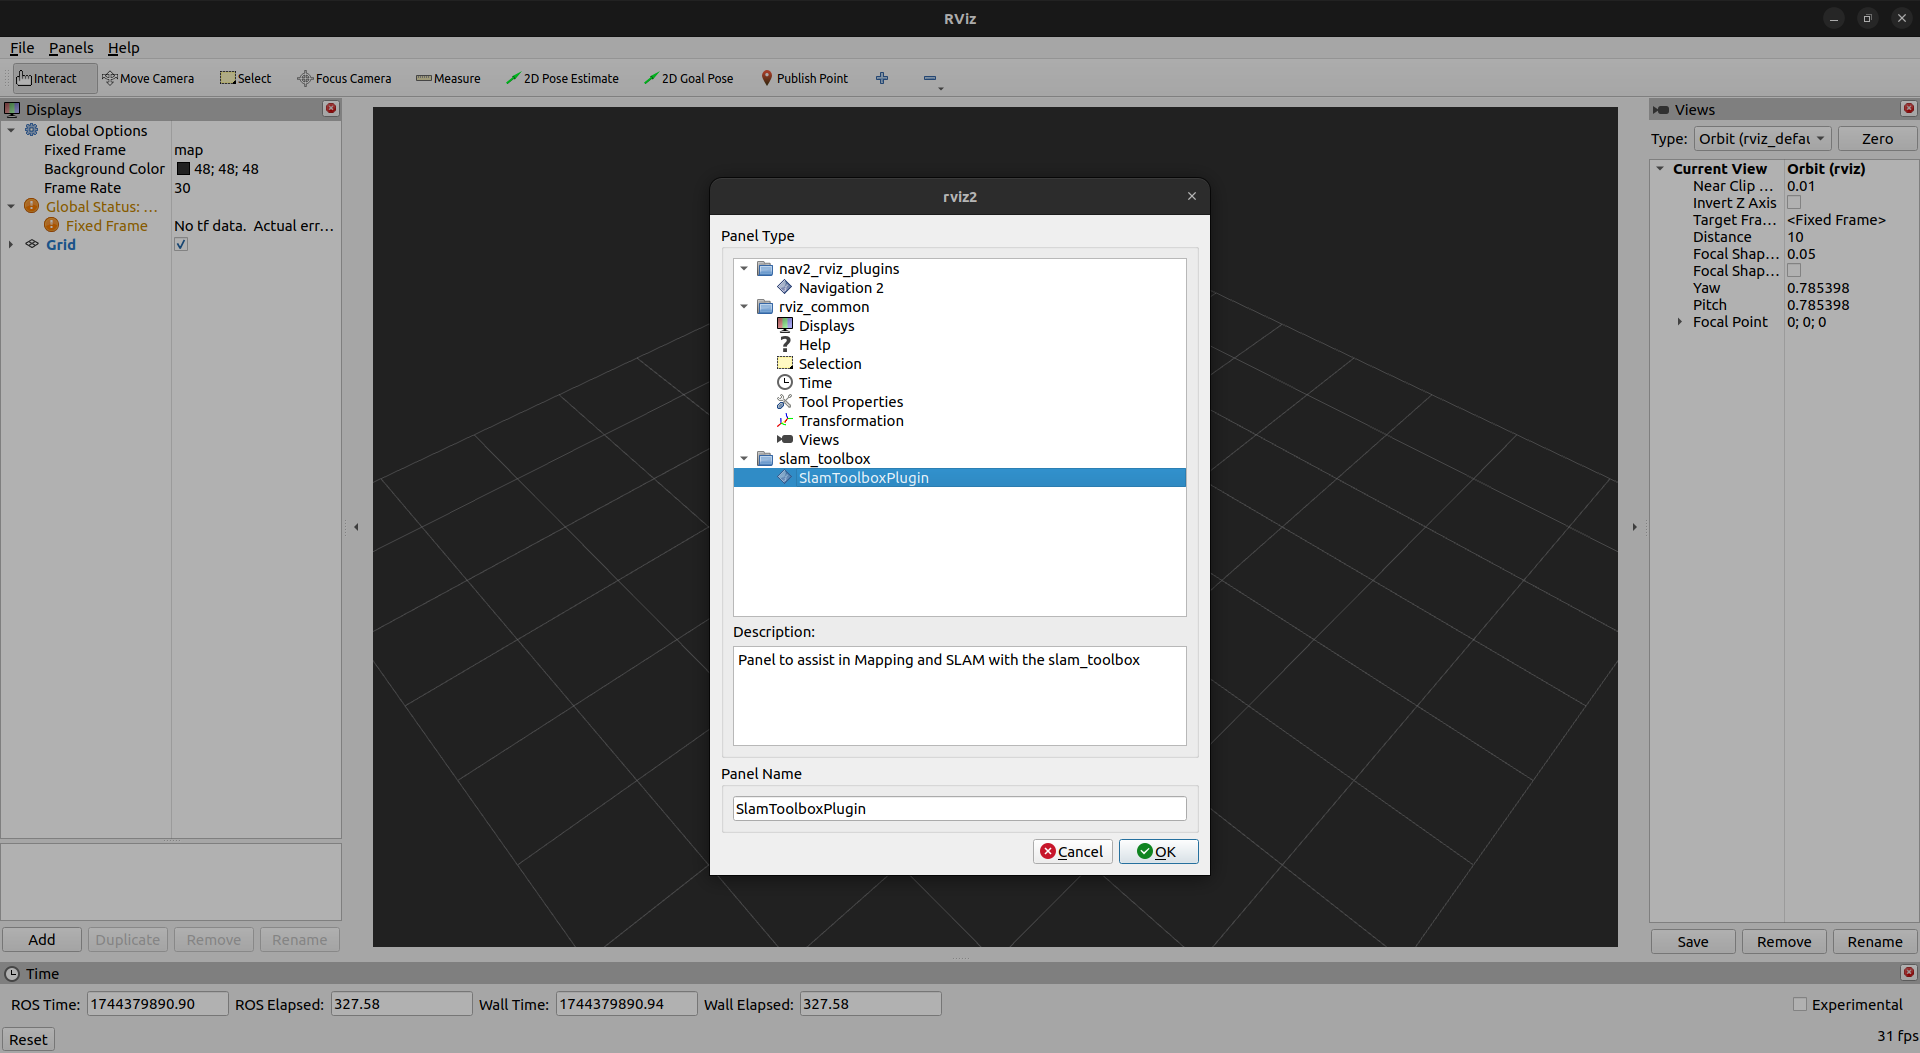 RViz
File Panels Help
Interact Move Camera Select Focus Camera Measure 2D Pose Estimate 2D Goal Pose Publish Point
Displays
Global Options
Fixed Frame map
Background Color 48; 48; 48
Frame Rate 30
Global Status: ...
Fixed Frame No tf data. Actual err...
Grid
Add Duplicate Remove Rename
rviz2
Panel Type
nav2_rviz_plugins
Navigation 2
rviz_common
Displays
Help
Selection
Time
Tool Properties
Transformation
Views
slam_toolbox
SlamToolboxPlugin
Description:
Panel to assist in Mapping and SLAM with the slam_toolbox
Panel Name
SlamToolboxPlugin
Cancel OK
Views
Type: Orbit (rviz_defau Zero
Current View Orbit (rviz)
Near Clip ... 0.01
Invert Z Axis
Target Fra... <Fixed Frame>
Distance 10
Focal Shap... 0.05
Focal Shap...
Yaw 0.785398
Pitch 0.785398
Focal Point 0; 0; 0
Save Remove Rename
Time
ROS Time: 1744379890.90 ROS Elapsed: 327.58 Wall Time: 1744379890.94 Wall Elapsed: 327.58 Experimental
Reset 31 fps